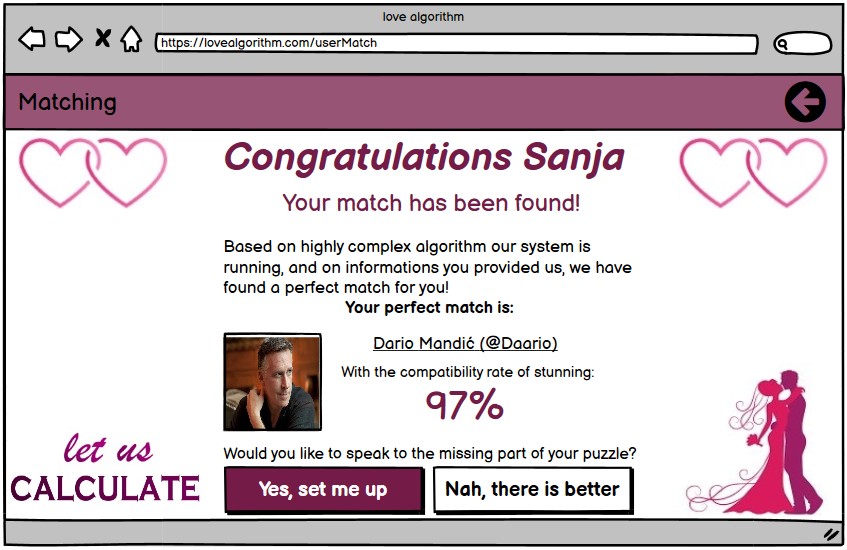 love algorithm
https://lovealgorithm.com/userMatch
Matching
Congratulations Sanja
Your match has been found!
Based on highly complex algorithm our system is
running, and on informations you provided us, we have
found a perfect match for you!
Your perfect match is:
Dario Mandić (@Daario)
With the compatibility rate of stunning:
97%
let us
CALCULATE
Would you like to speak to the missing part of your puzzle?
Yes, set me up
Nah, there is better